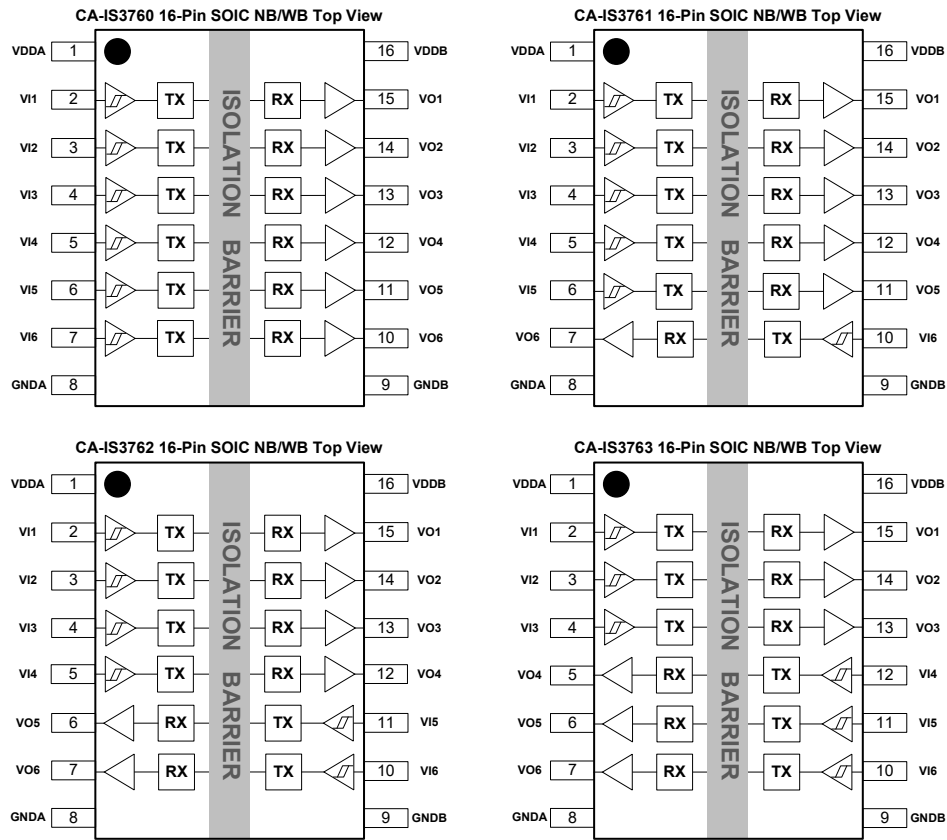 CA-IS3760 16-Pin SOIC NB/WB Top View
VDDA 1 16 VDDB
VI1 2 TX RX 15 VO1
VI2 3 TX RX 14 VO2
VI3 4 TX RX 13 VO3
VI4 5 TX RX 12 VO4
VI5 6 TX RX 11 VO5
VI6 7 TX RX 10 VO6
GNDA 8 9 GNDB
ISOLATION BARRIER
CA-IS3761 16-Pin SOIC NB/WB Top View
VDDA 1 16 VDDB
VI1 2 TX RX 15 VO1
VI2 3 TX RX 14 VO2
VI3 4 TX RX 13 VO3
VI4 5 TX RX 12 VO4
VI5 6 TX RX 11 VO5
VO6 7 RX TX 10 VI6
GNDA 8 9 GNDB
ISOLATION BARRIER
CA-IS3762 16-Pin SOIC NB/WB Top View
VDDA 1 16 VDDB
VI1 2 TX RX 15 VO1
VI2 3 TX RX 14 VO2
VI3 4 TX RX 13 VO3
VI4 5 TX RX 12 VO4
VO5 6 RX TX 11 VI5
VO6 7 RX TX 10 VI6
GNDA 8 9 GNDB
ISOLATION BARRIER
CA-IS3763 16-Pin SOIC NB/WB Top View
VDDA 1 16 VDDB
VI1 2 TX RX 15 VO1
VI2 3 TX RX 14 VO2
VI3 4 TX RX 13 VO3
VO4 5 RX TX 12 VI4
VO5 6 RX TX 11 VI5
VO6 7 RX TX 10 VI6
GNDA 8 9 GNDB
ISOLATION BARRIER